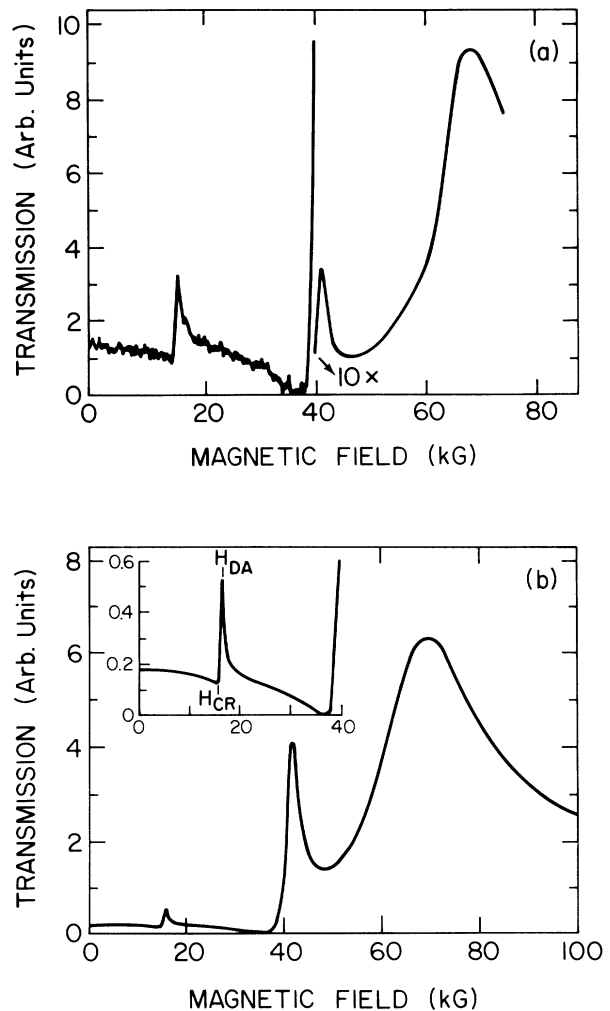 (a)
TRANSMISSION (Arb. Units)
10
8
6
4
2
0
10 ×
0 20 40 60 80
MAGNETIC FIELD (kG)
(b)
TRANSMISSION (Arb. Units)
8
6
4
2
0
0.6
0.4
0.2
0
H_DA
H_CR
0 20 40
0 20 40 60 80 100
MAGNETIC FIELD (kG)